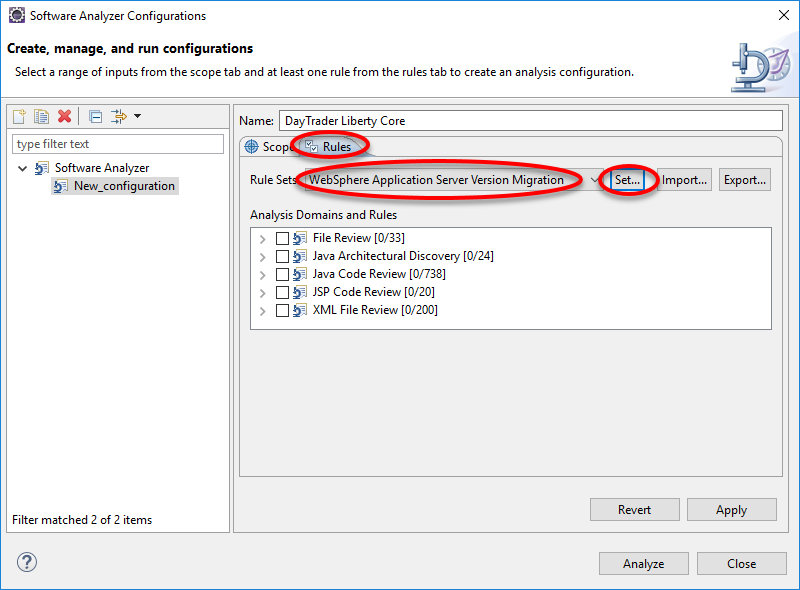 Software Analyzer Configurations
Create, manage, and run configurations
Select a range of inputs from the scope tab and at least one rule from the rules tab to create an analysis configuration.
type filter text
Software Analyzer
New_configuration
Filter matched 2 of 2 items
Name: DayTrader Liberty Core
Scope Rules
Rule Sets WebSphere Application Server Version Migration Set... Import... Export...
Analysis Domains and Rules
File Review [0/33]
Java Architectural Discovery [0/24]
Java Code Review [0/738]
JSP Code Review [0/20]
XML File Review [0/200]
Revert Apply
? Analyze Close